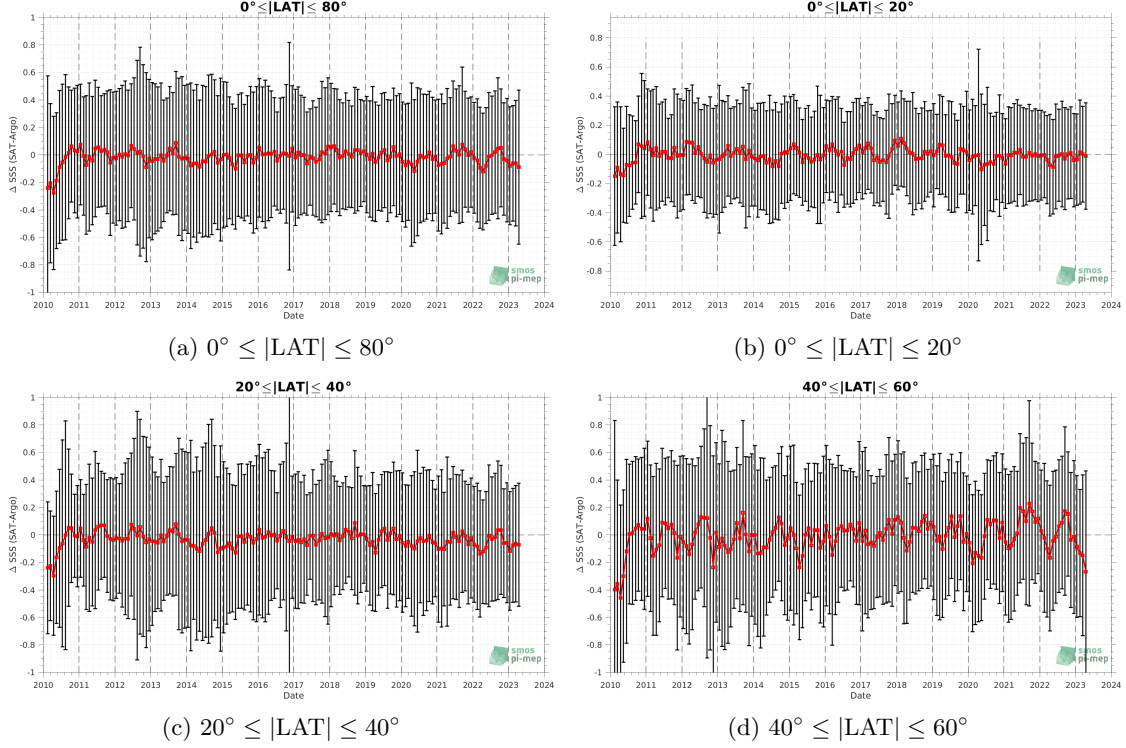 0°≤|LAT|≤ 80°
Δ SSS (SAT-Argo)
1
0.8
0.6
0.4
0.2
0
-0.2
-0.4
-0.6
-0.8
-1
2010 2011 2012 2013 2014 2015 2016 2017 2018 2019 2020 2021 2022 2023 2024
Date
smos
pi-mep
(a) 0° ≤ |LAT| ≤ 80°
0°≤|LAT|≤ 20°
Δ SSS (SAT-Argo)
0.8
0.6
0.4
0.2
0
-0.2
-0.4
-0.6
-0.8
2010 2011 2012 2013 2014 2015 2016 2017 2018 2019 2020 2021 2022 2023 2024
Date
smos
pi-mep
(b) 0° ≤ |LAT| ≤ 20°
20°≤|LAT|≤ 40°
Δ SSS (SAT-Argo)
1
0.8
0.6
0.4
0.2
0
-0.2
-0.4
-0.6
-0.8
-1
2010 2011 2012 2013 2014 2015 2016 2017 2018 2019 2020 2021 2022 2023 2024
Date
smos
pi-mep
(c) 20° ≤ |LAT| ≤ 40°
40°≤|LAT|≤ 60°
Δ SSS (SAT-Argo)
1
0.8
0.6
0.4
0.2
0
-0.2
-0.4
-0.6
-0.8
-1
2010 2011 2012 2013 2014 2015 2016 2017 2018 2019 2020 2021 2022 2023 2024
Date
smos
pi-mep
(d) 40° ≤ |LAT| ≤ 60°